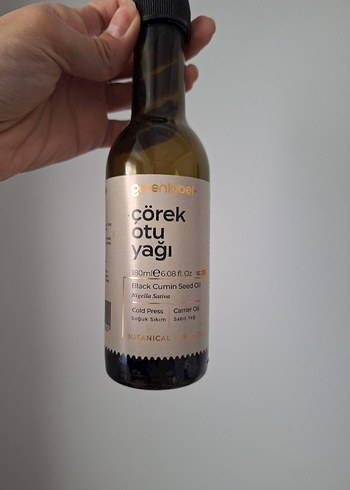 greenlabel
çörek
otu
yağı
180ml℮6.08 fl. Oz
Black Cumin Seed Oil
Nigella Sativa
Cold Press Carrier Oil
Soğuk Sıkım Sabit Yağ
BOTANICAL